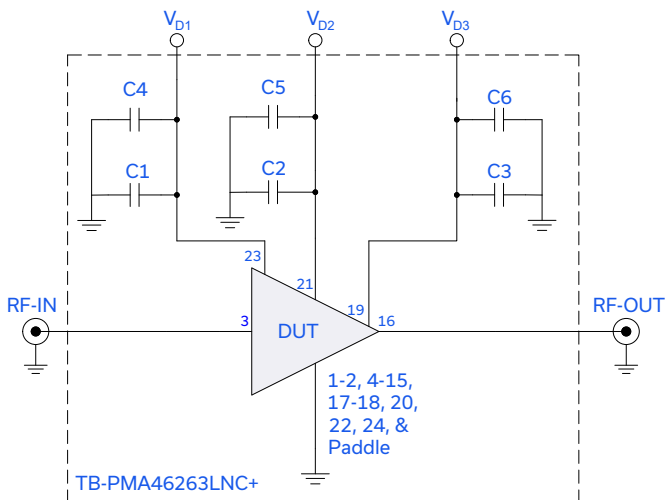 VD1
VD2
VD3
C4
C5
C6
C1
C2
C3
23
21
19
RF-IN
3
DUT
16
RF-OUT
1-2, 4-15,
17-18, 20,
22, 24, &
Paddle
TB-PMA46263LNC+